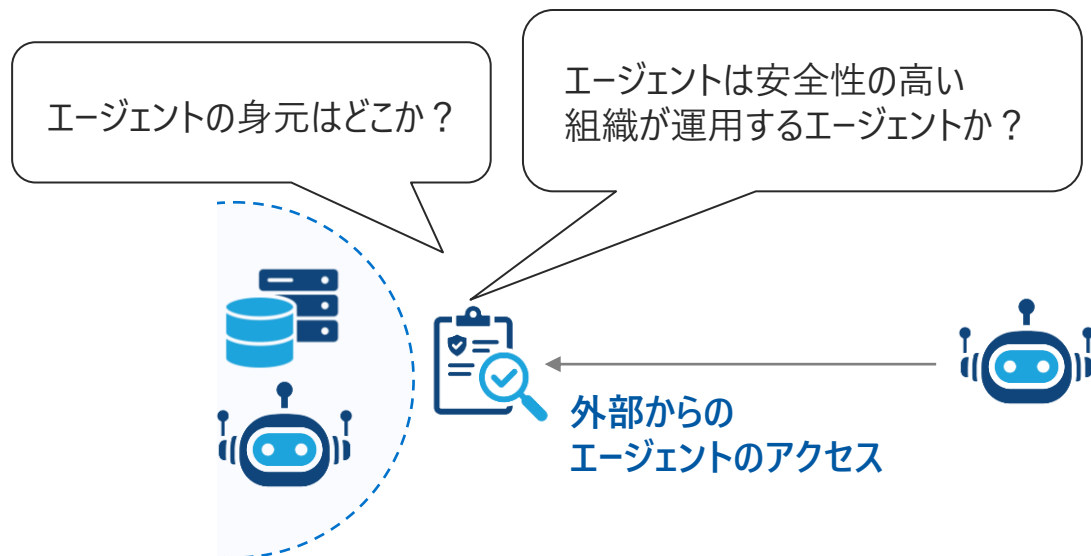 エージェントの身元はどこか？
エージェントは安全性の高い
組織が運用するエージェントか？
外部からの
エージェントのアクセス